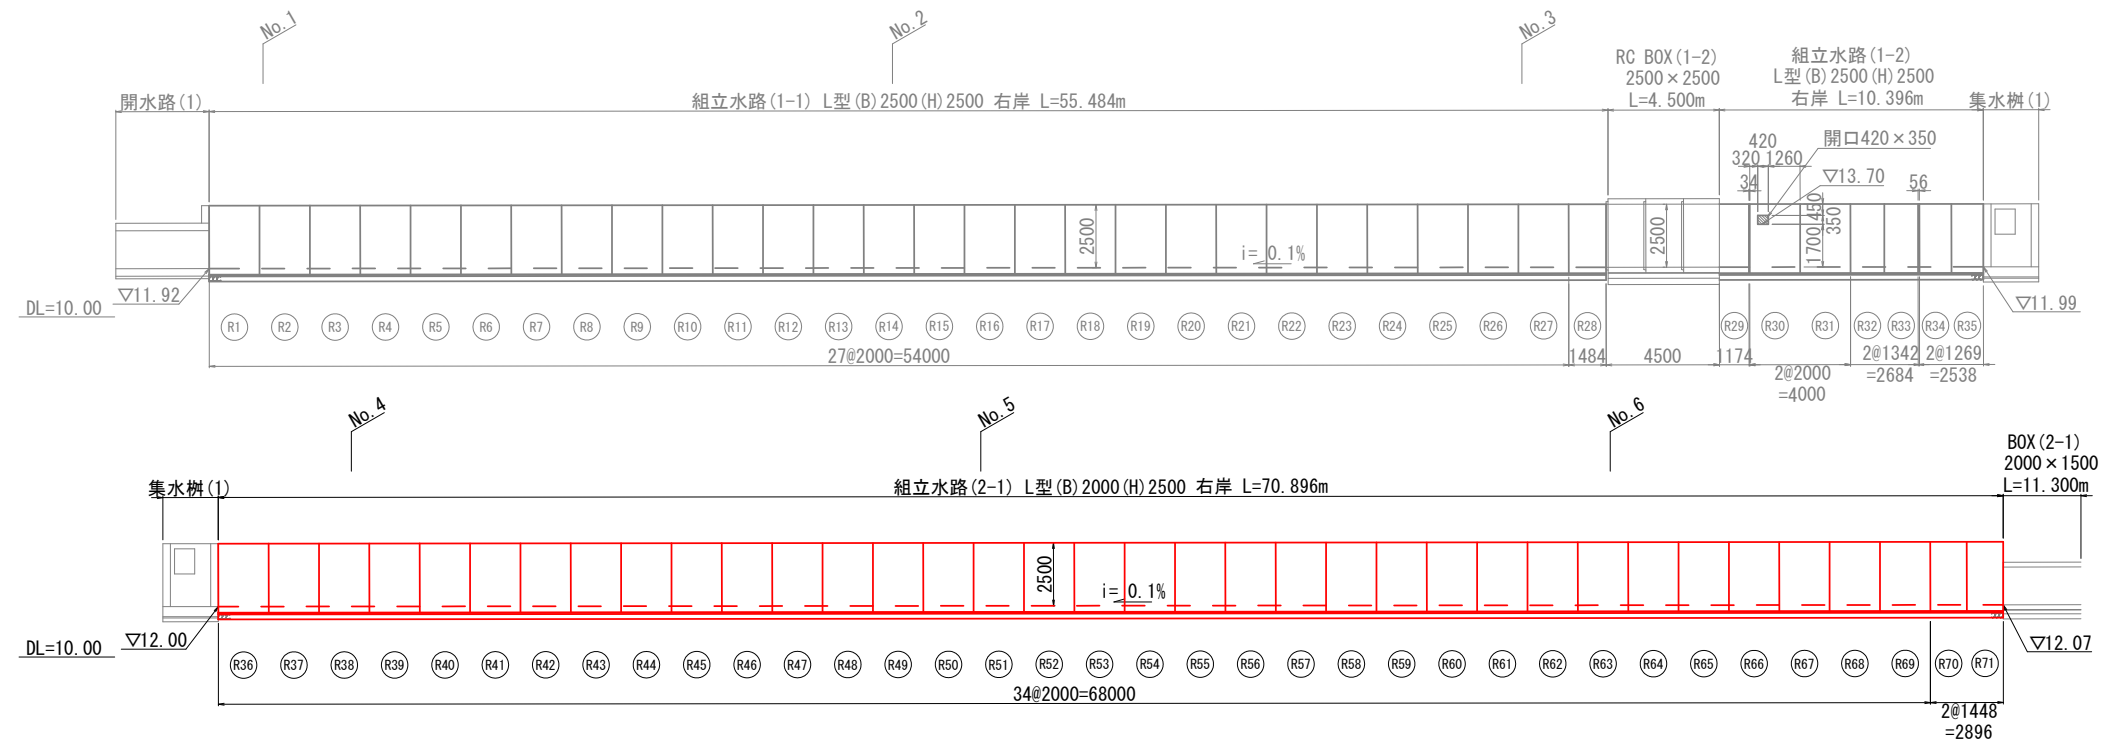 No.1
No.2
No.3
RC BOX(1-2)
2500×2500
L=4.500m
組立水路(1-2)
L型(B)2500(H)2500
右岸 L=10.396m
開水路(1)
組立水路(1-1) L型(B)2500(H)2500 右岸 L=55.484m
集水桝(1)
420
開口420×350
320
1260
▽13.70
34
56
450
350
1700
2500
i= 0.1%
2500
▽11.92
DL=10.00
▽11.99
R1 R2 R3 R4 R5 R6 R7 R8 R9 R10 R11 R12 R13 R14 R15 R16 R17 R18 R19 R20 R21 R22 R23 R24 R25 R26 R27 R28 R29 R30 R31 R32 R33 R34 R35
27@2000=54000
1484
4500
1174
2@2000
=4000
2@1342
=2684
2@1269
=2538
No.4
No.5
No.6
BOX(2-1)
2000×1500
L=11.300m
集水桝(1)
組立水路(2-1) L型(B)2000(H)2500 右岸 L=70.896m
2500
i= 0.1%
▽12.00
DL=10.00
▽12.07
R36 R37 R38 R39 R40 R41 R42 R43 R44 R45 R46 R47 R48 R49 R50 R51 R52 R53 R54 R55 R56 R57 R58 R59 R60 R61 R62 R63 R64 R65 R66 R67 R68 R69 R70 R71
34@2000=68000
2@1448
=2896